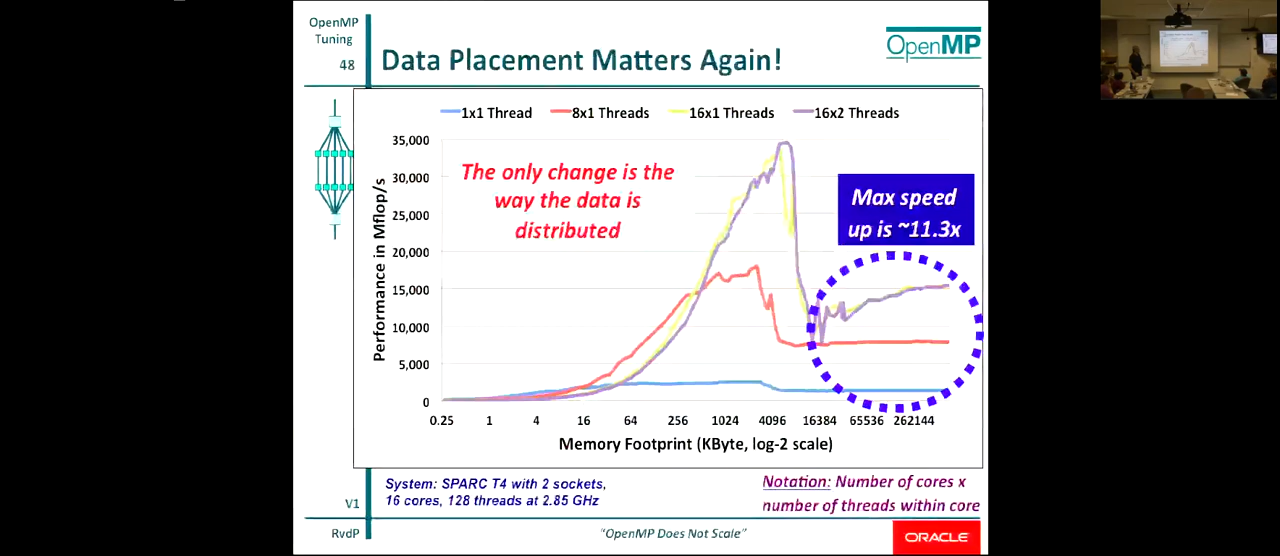 OpenMP
Tuning
48
Data Placement Matters Again!
OpenMP
1x1 Thread
8x1 Threads
16x1 Threads
16x2 Threads
35,000
30,000
25,000
20,000
15,000
10,000
5,000
0
Performance in Mflop/s
The only change is the
way the data is
distributed
Max speed
up is ~11.3x
0.25 1 4 16 64 256 1024 4096 16384 65536 262144
Memory Footprint (KByte, log-2 scale)
System: SPARC T4 with 2 sockets,
16 cores, 128 threads at 2.85 GHz
Notation: Number of cores x
number of threads within core
V1
RvdP
"OpenMP Does Not Scale"
ORACLE